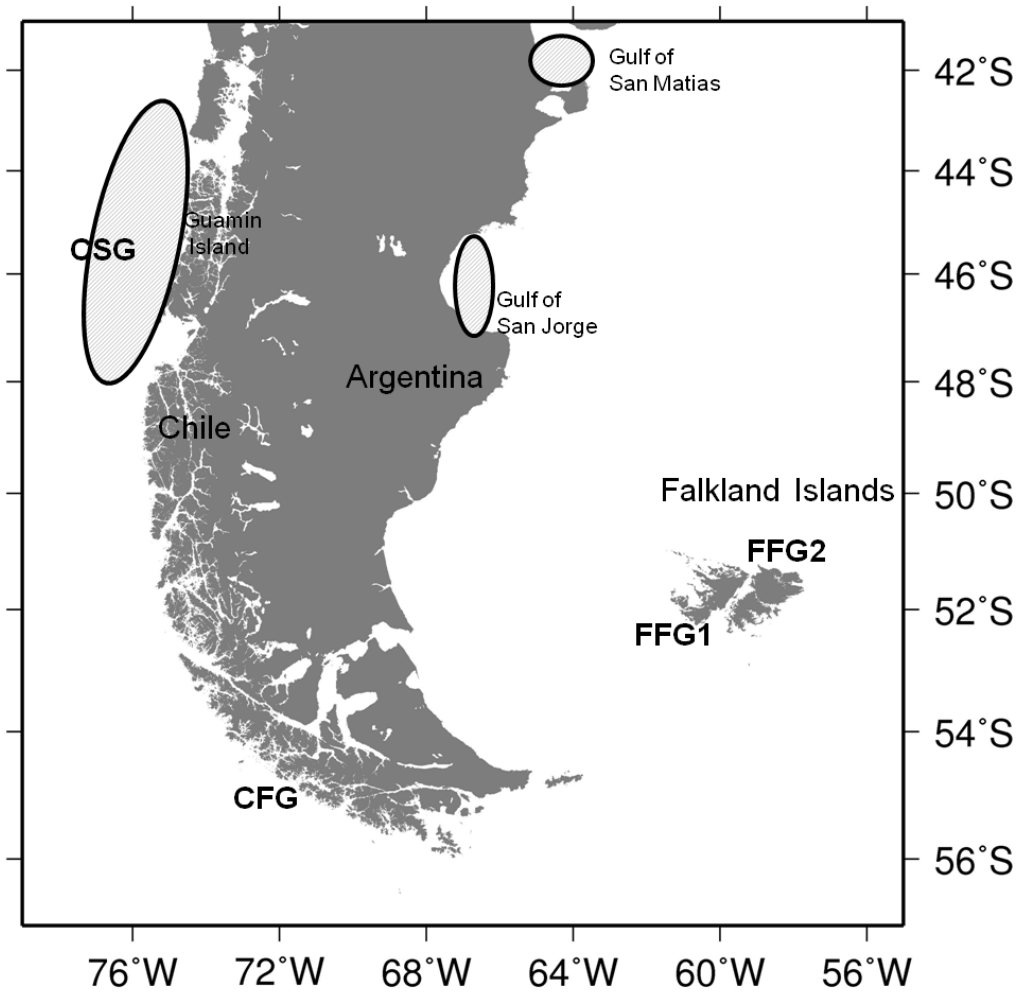 Gulf of
San Matias
42°S
44°S
Guamin
Island
CSG
46°S
Gulf of
San Jorge
Argentina
48°S
Chile
Falkland Islands
50°S
FFG2
52°S
FFG1
54°S
CFG
56°S
76°W
72°W
68°W
64°W
60°W
56°W